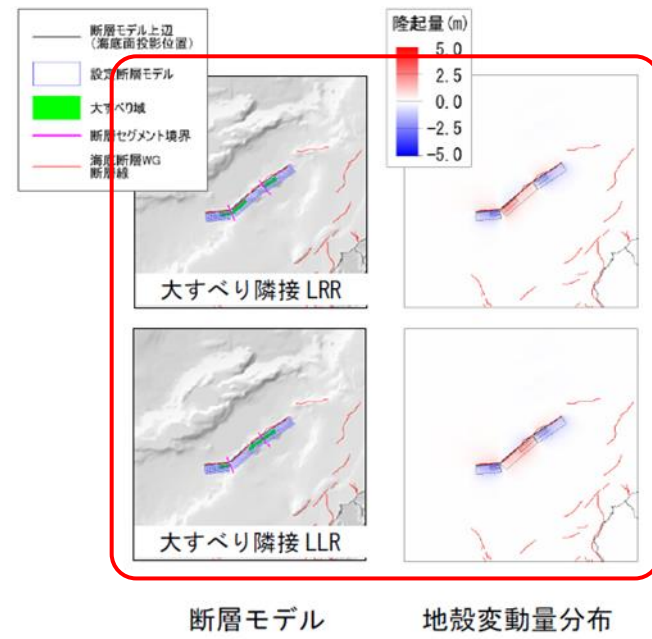 断層モデル上辺
(海底面投影位置)
設定断層モデル
大すべり域
断層セグメント境界
海底断層WG
断層線
隆起量(m)
5.0
2.5
0.0
-2.5
-5.0
大すべり隣接 LRR
大すべり隣接 LLR
断層モデル
地殻変動量分布